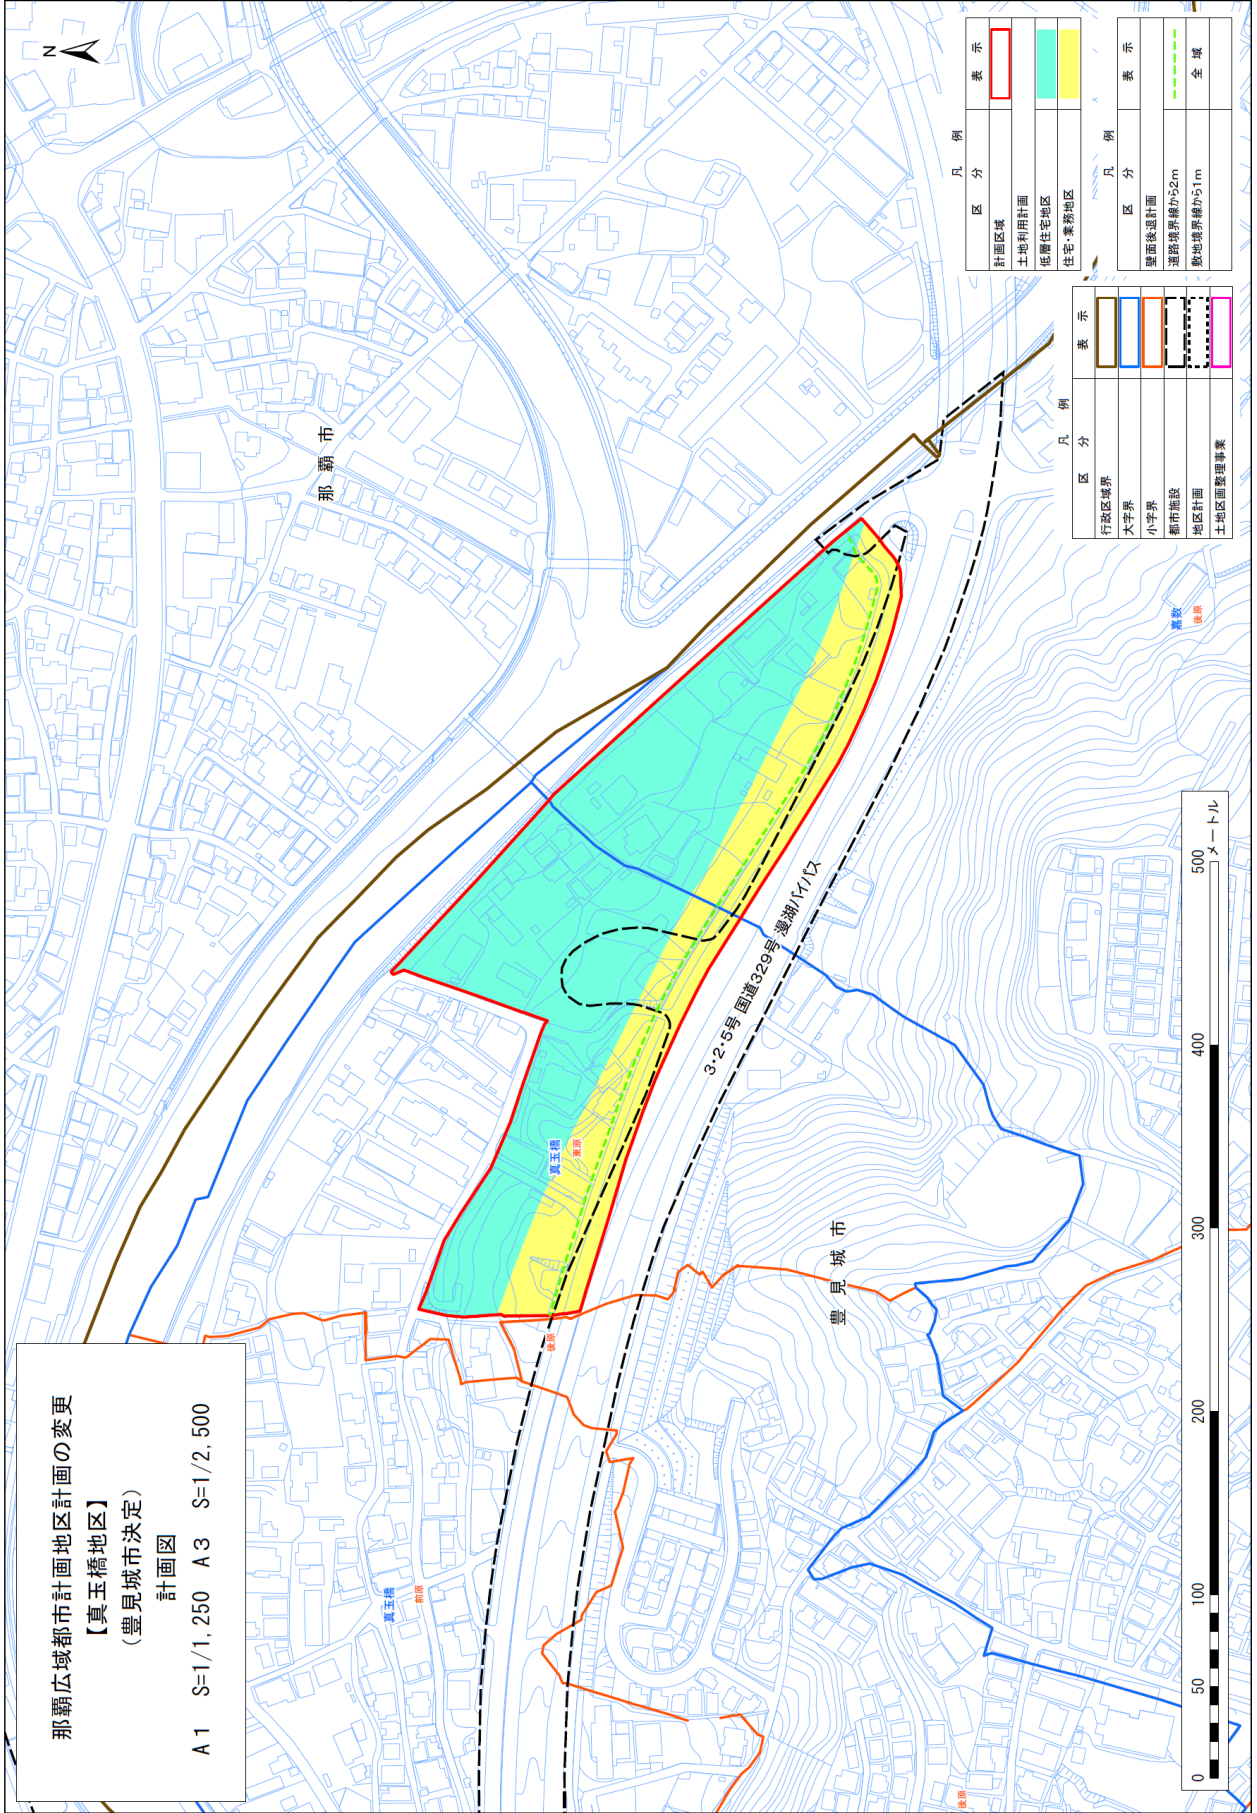 那覇広域都市計画地区計画の変更
【真玉橋地区】
(豊見城市決定)
計画図
A1 S=1/1,250 A3 S=1/2,500
N
那覇市
真玉橋
東原
後原
真玉橋
前原
3・2・5号 国道329号 漫湖バイパス
豊見城市
嘉数
後原
後原
凡例
区分 表示
計画区域
土地利用計画
低層住宅地区
住宅・業務地区
凡例
区分 表示
壁面後退計画
道路境界線から2m
敷地境界線から1m 全域
凡例
区分 表示
行政区域界
大字界
小字界
都市施設
地区計画
土地区画整理事業
0 50 100 200 300 400 500
メートル